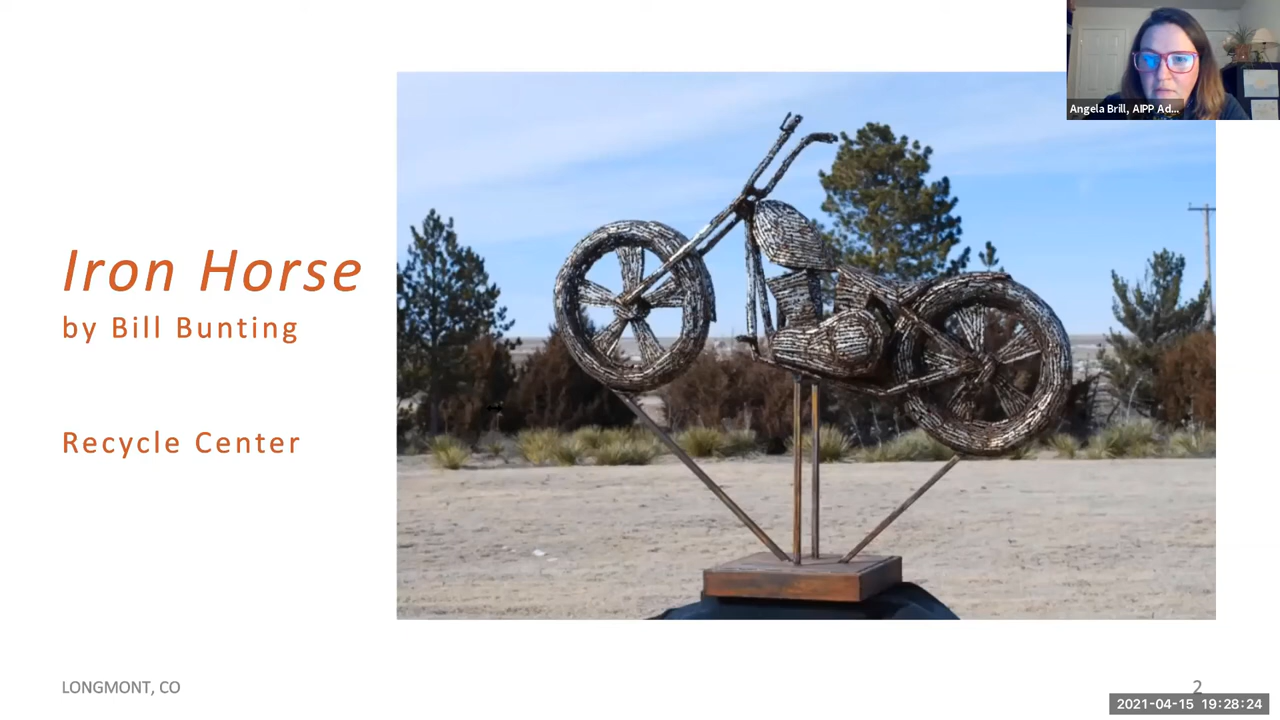 Iron Horse
by Bill Bunting
Recycle Center
Angela Brill, AIPP Ad...
LONGMONT, CO
2
2021-04-15 19:28:24